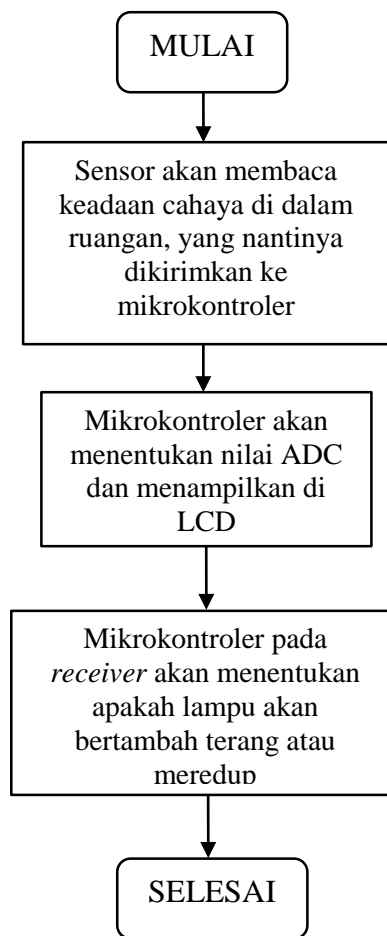 MULAI
Sensor akan membaca
keadaan cahaya di dalam
ruangan, yang nantinya
dikirimkan ke
mikrokontroler
Mikrokontroler akan
menentukan nilai ADC
dan menampilkan di
LCD
Mikrokontroler pada
receiver akan menentukan
apakah lampu akan
bertambah terang atau
meredup
SELESAI